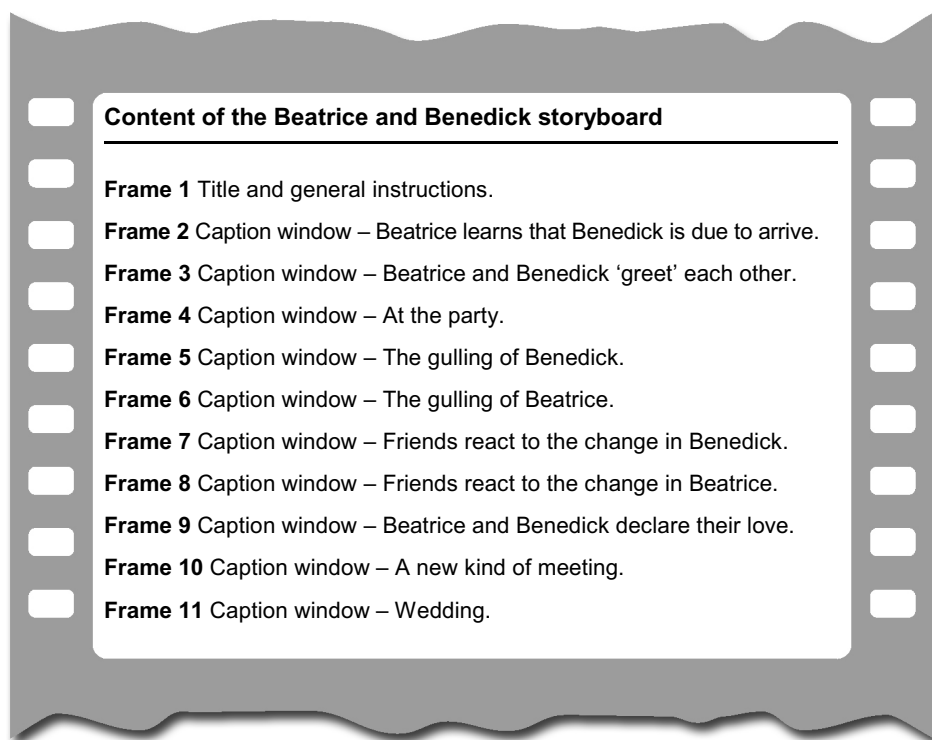 Content of the Beatrice and Benedick storyboard
Frame 1 Title and general instructions.
Frame 2 Caption window – Beatrice learns that Benedick is due to arrive.
Frame 3 Caption window – Beatrice and Benedick ‘greet’ each other.
Frame 4 Caption window – At the party.
Frame 5 Caption window – The gulling of Benedick.
Frame 6 Caption window – The gulling of Beatrice.
Frame 7 Caption window – Friends react to the change in Benedick.
Frame 8 Caption window – Friends react to the change in Beatrice.
Frame 9 Caption window – Beatrice and Benedick declare their love.
Frame 10 Caption window – A new kind of meeting.
Frame 11 Caption window – Wedding.